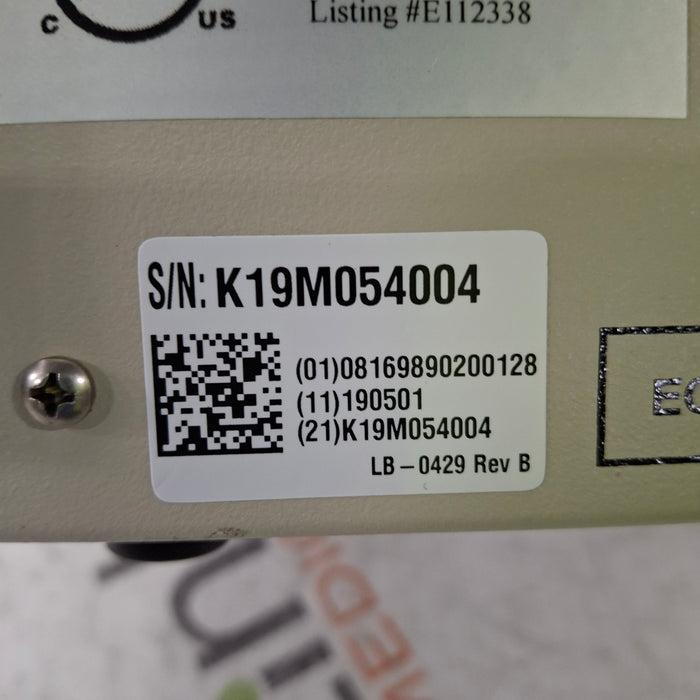 C US
Listing #E112338
S/N: K19M054004
(01)08169890200128
(11)190501
(21)K19M054004
LB-0429 Rev B